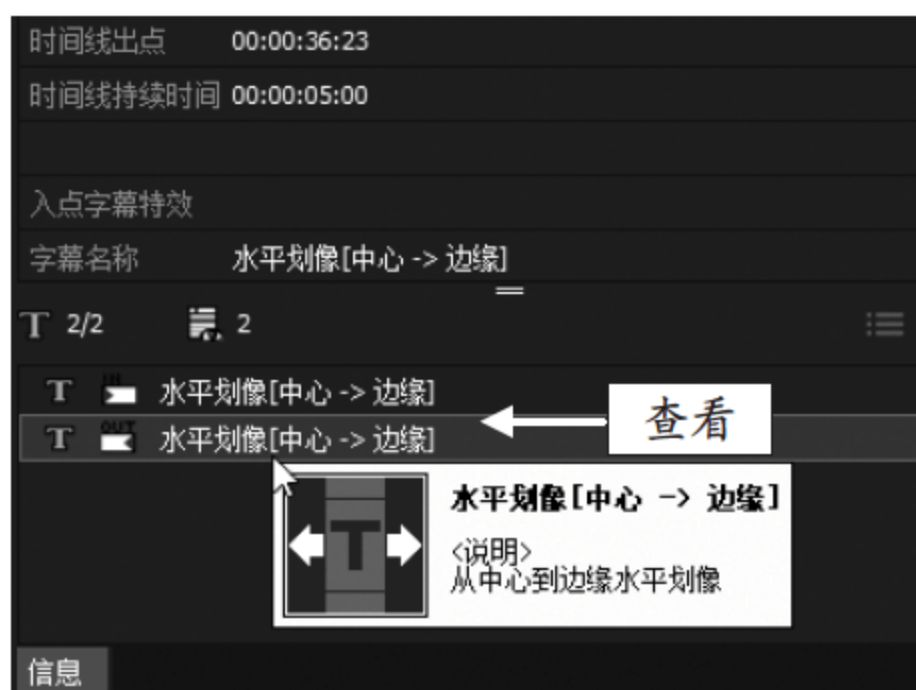 时间线出点 00:00:36:23
时间线持续时间 00:00:05:00
入点字幕特效
字幕名称 水平划像[中心 -> 边缘]
T 2/2 2
T IN 水平划像[中心 -> 边缘]
查看
T OUT 水平划像[中心 -> 边缘]
水平划像[中心 -> 边缘]
T
<说明>
从中心到边缘水平划像
信息